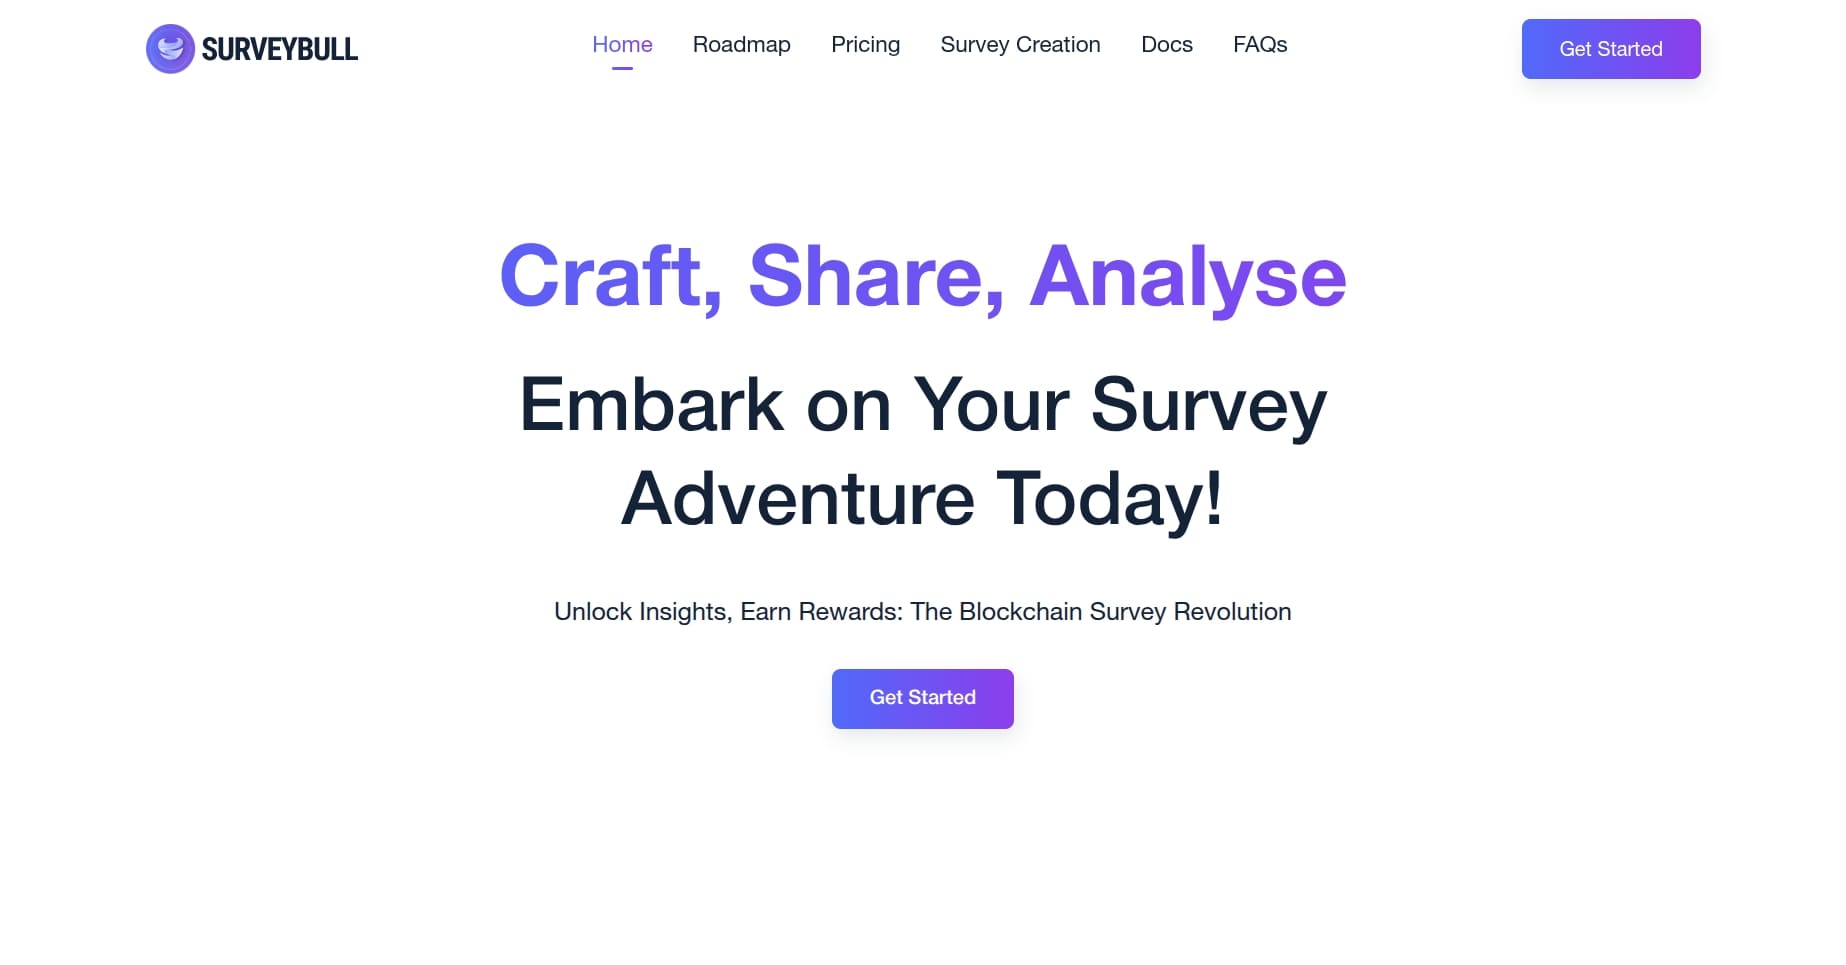 SURVEYBULL
Home
Roadmap
Pricing
Survey Creation
Docs
FAQs
Get Started
Craft, Share, Analyse
Embark on Your Survey
Adventure Today!
Unlock Insights, Earn Rewards: The Blockchain Survey Revolution
Get Started